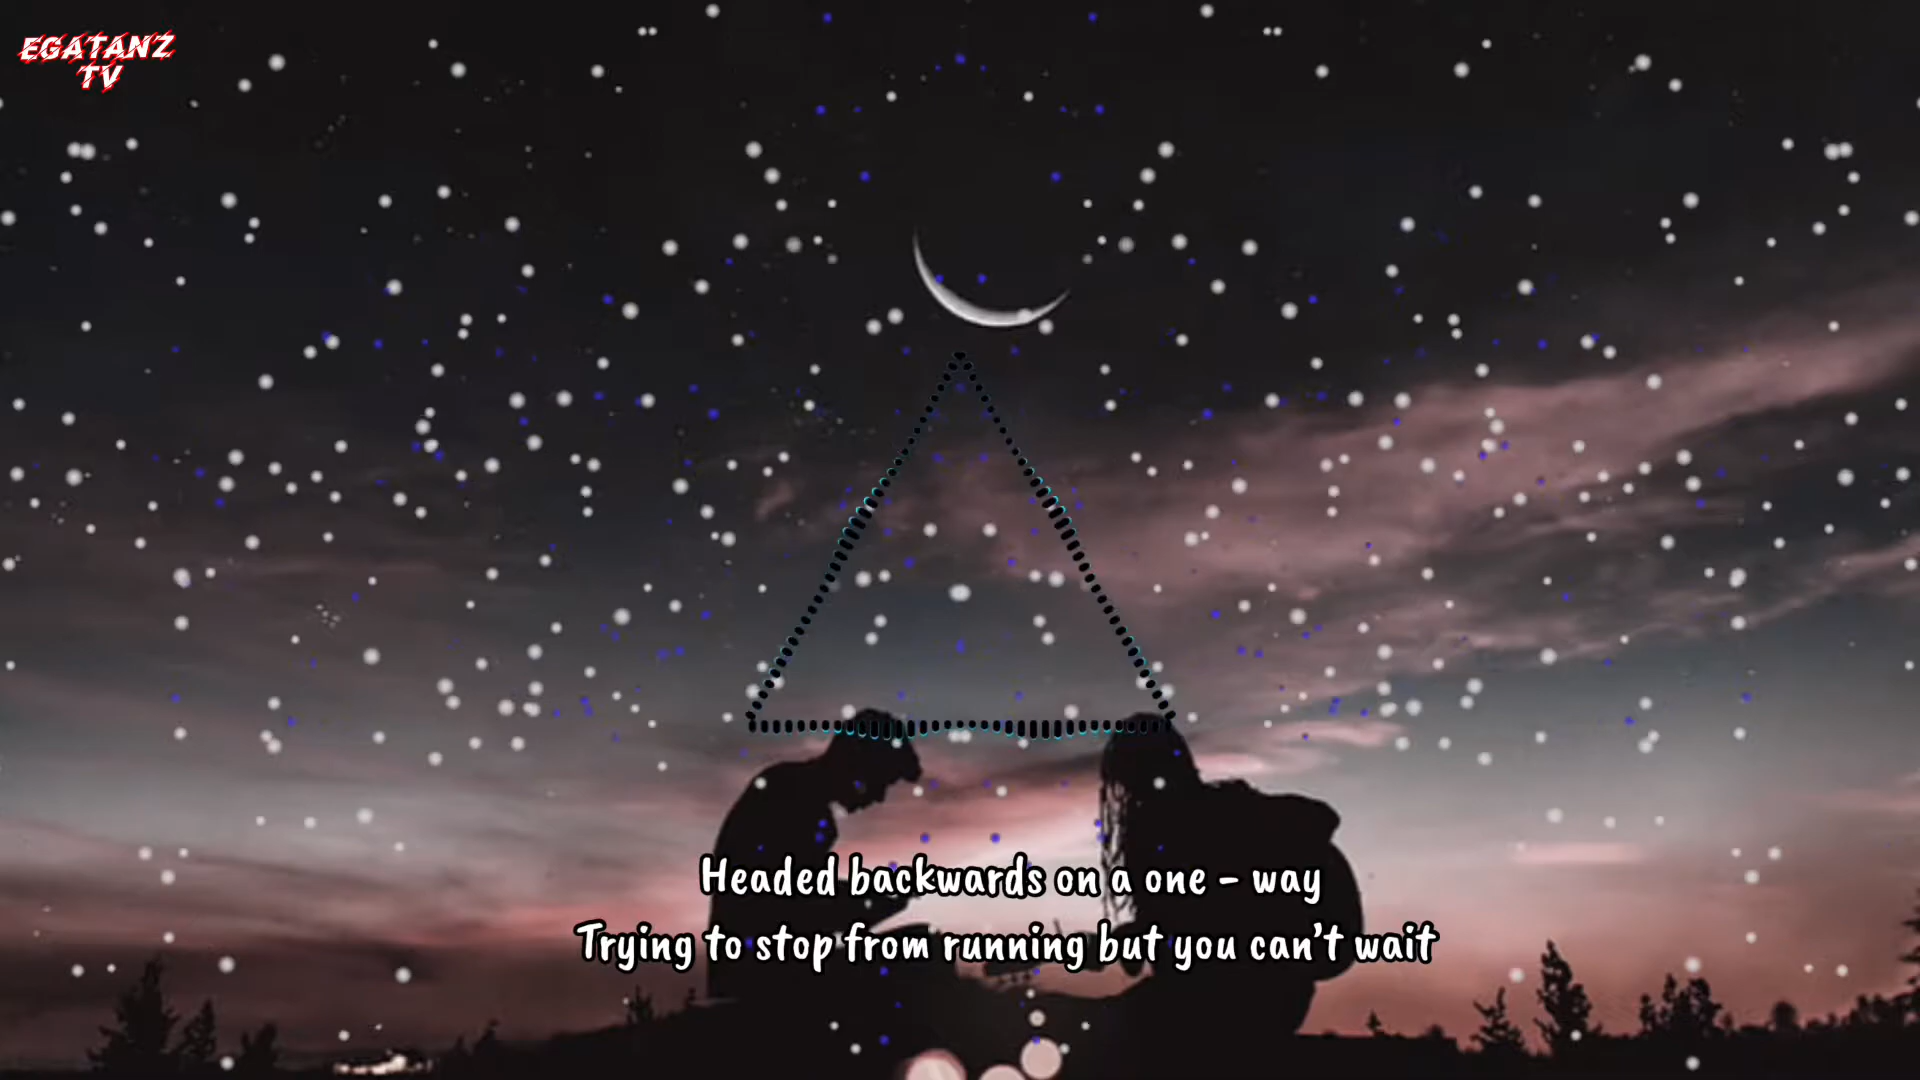 EGATANZ
TV
Headed backwards on a one - way
Trying to stop from running but you can't wait